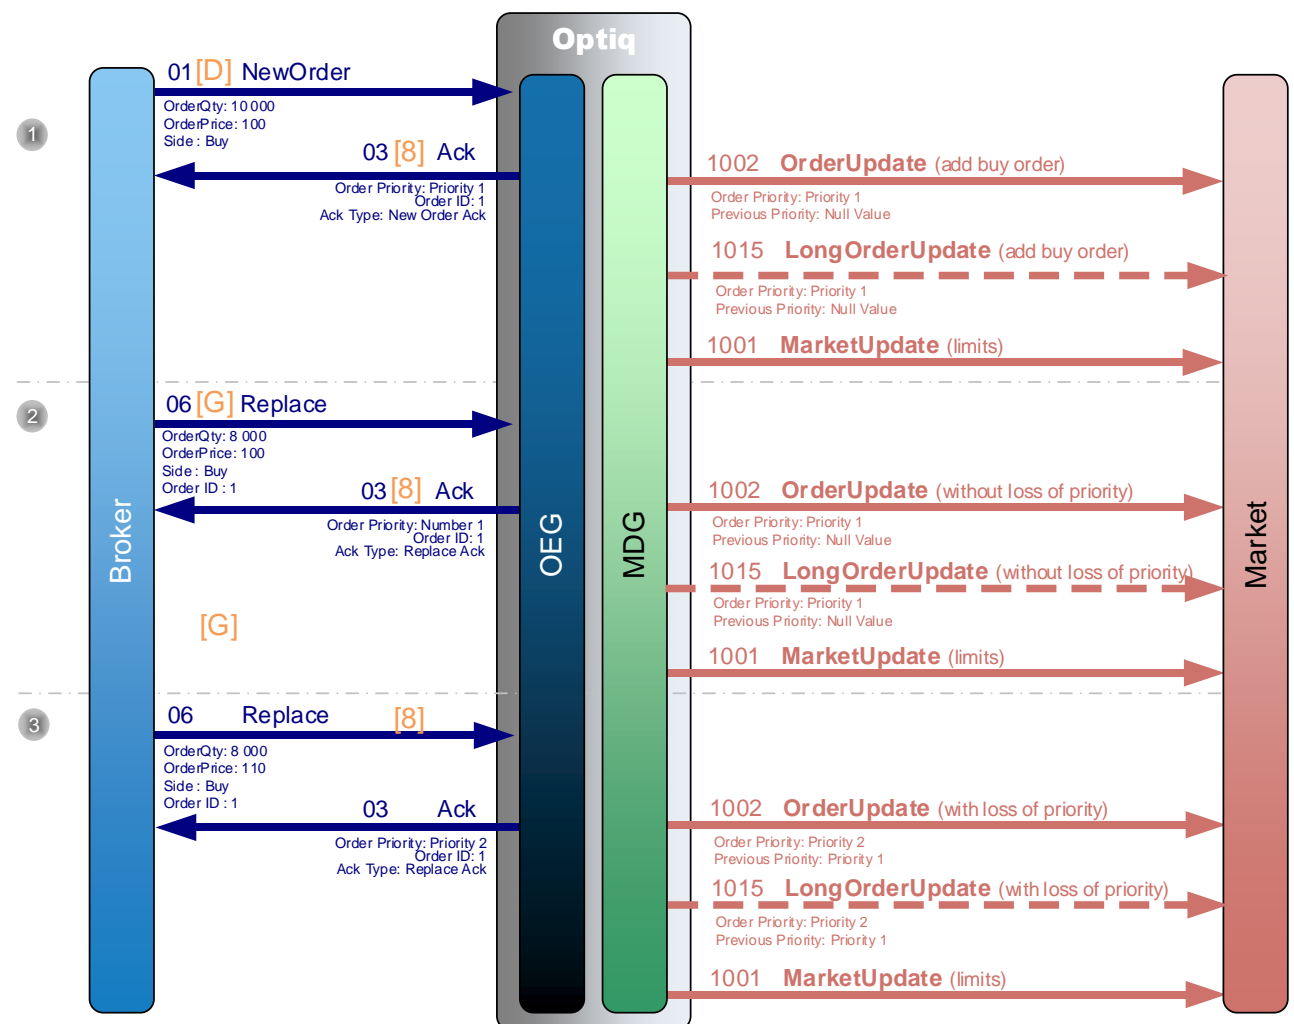 Optiq
01 [D] NewOrder
OrderQty: 10 000
OrderPrice: 100
Side : Buy
1
03 [8] Ack
Order Priority: Priority 1
Order ID: 1
Ack Type: New Order Ack
1002 OrderUpdate (add buy order)
Order Priority: Priority 1
Previous Priority: Null Value
1015 LongOrderUpdate (add buy order)
Order Priority: Priority 1
Previous Priority: Null Value
1001 MarketUpdate (limits)
2
06 [G] Replace
OrderQty: 8 000
OrderPrice: 100
Side : Buy
Order ID : 1
03 [8] Ack
Order Priority: Number 1
Order ID: 1
Ack Type: Replace Ack
1002 OrderUpdate (without loss of priority)
Order Priority: Priority 1
Previous Priority: Null Value
1015 LongOrderUpdate (without loss of priority)
Order Priority: Priority 1
Previous Priority: Null Value
1001 MarketUpdate (limits)
Broker
OEG
MDG
Market
[G]
3
06 Replace [8]
OrderQty: 8 000
OrderPrice: 110
Side : Buy
Order ID : 1
03 Ack
Order Priority: Priority 2
Order ID: 1
Ack Type: Replace Ack
1002 OrderUpdate (with loss of priority)
Order Priority: Priority 2
Previous Priority: Priority 1
1015 LongOrderUpdate (with loss of priority)
Order Priority: Priority 2
Previous Priority: Priority 1
1001 MarketUpdate (limits)